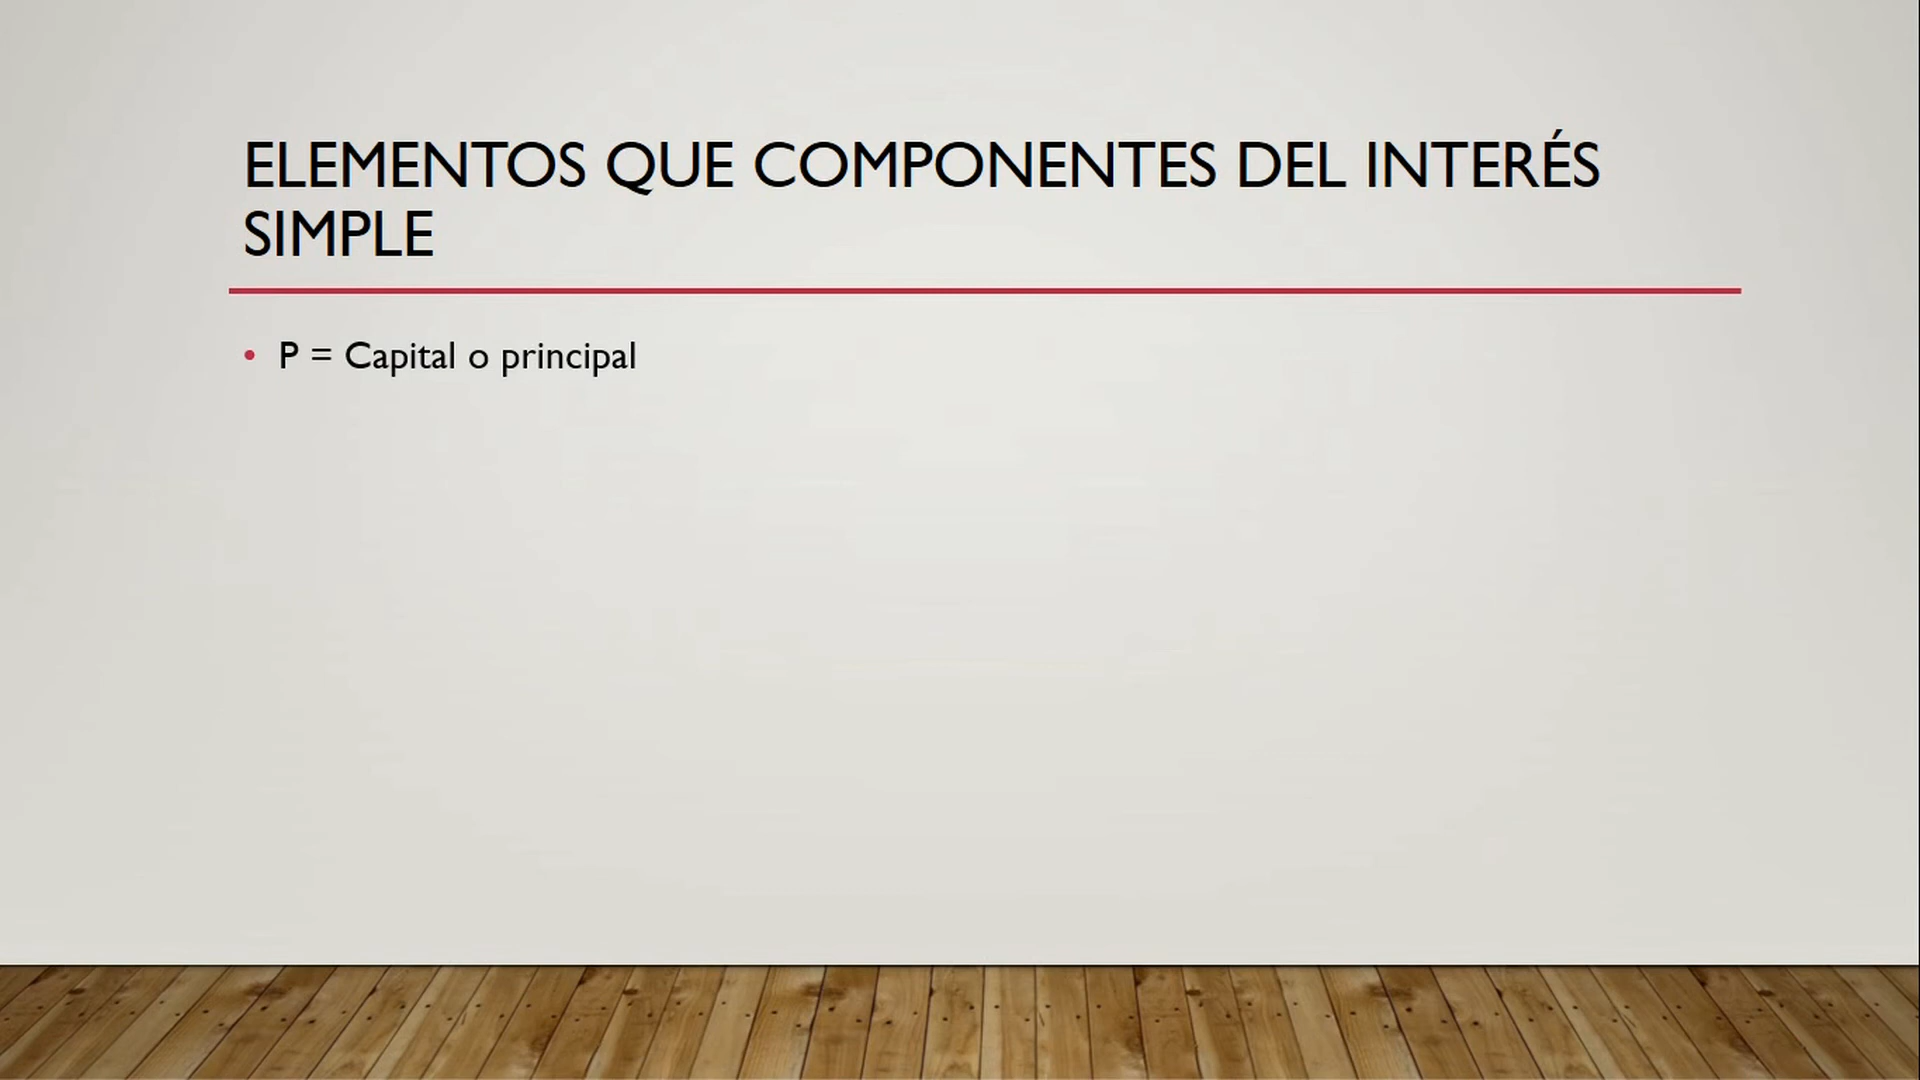 ELEMENTOS QUE COMPONENTES DEL INTERÉS
SIMPLE
• P = Capital o principal